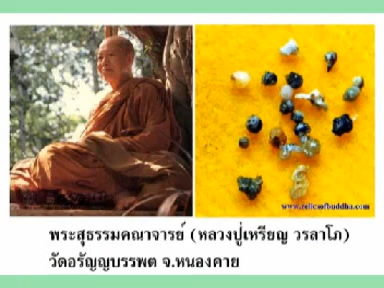 www.relicofbuddha.com
พระสุธรรมคณาจารย์ (หลวงปู่เหรียญ วรลาโภ)
วัดอรัญญบรรพต จ.หนองคาย